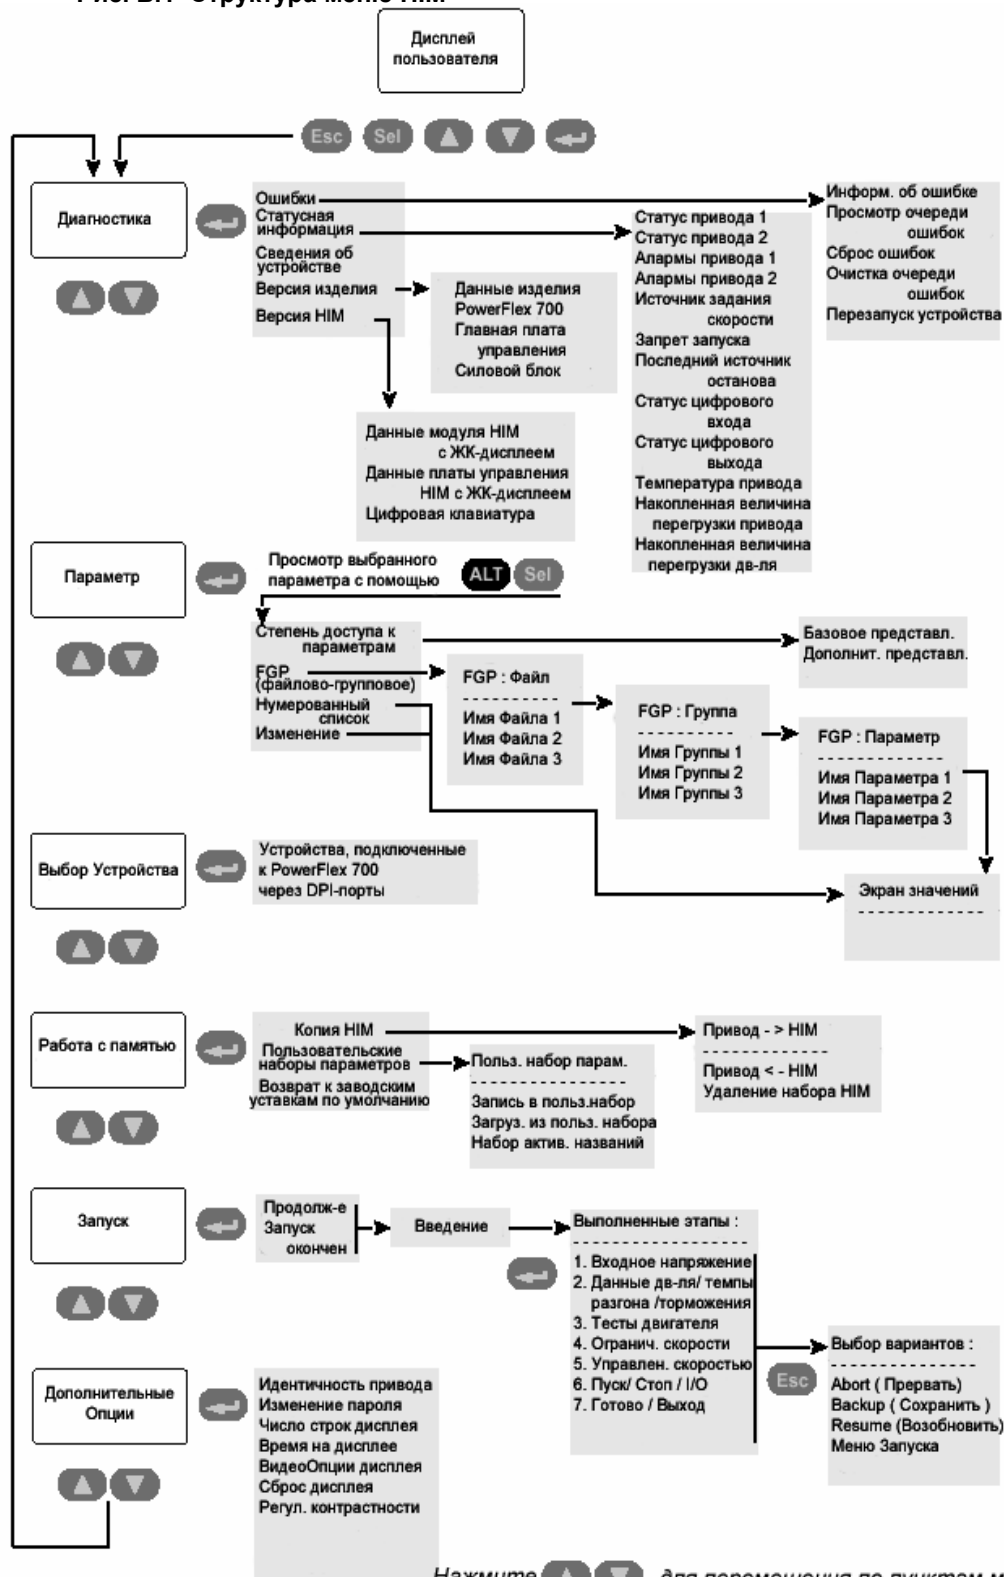 Структура меню HIM
Дисплей
пользователя
Esc
Sel
Диагностика
Ошибки
Статусная
информация
Сведения об
устройстве
Версия изделия
Версия HIM
Данные изделия
PowerFlex 700
Главная плата
управления
Силовой блок
Данные модуля HIM
с ЖК-дисплеем
Данные платы управления
HIM с ЖК-дисплеем
Цифровая клавиатура
Статус привода 1
Статус привода 2
Алармы привода 1
Алармы привода 2
Источник задания
скорости
Запрет запуска
Последний источник
останова
Статус цифрового
входа
Статус цифрового
выхода
Температура привода
Накопленная величина
перегрузки привода
Накопленная величина
перегрузки дв-ля
Информ. об ошибке
Просмотр очереди
ошибок
Сброс ошибок
Очистка очереди
ошибок
Перезапуск устройства
Параметр
Просмотр выбранного
параметра с помощью
ALT
Sel
Степень доступа к
параметрам
FGP
(файлово-групповое)
Нумерованный
список
Изменение
Базовое представл.
Дополнит. представл.
FGP : Файл
Имя Файла 1
Имя Файла 2
Имя Файла 3
FGP : Группа
Имя Группы 1
Имя Группы 2
Имя Группы 3
FGP : Параметр
Имя Параметра 1
Имя Параметра 2
Имя Параметра 3
Экран значений
Выбор Устройства
Устройства, подключенные
к PowerFlex 700
через DPI-порты
Работа с памятью
Копия HIM
Пользовательские
наборы параметров
Возврат к заводским
уставкам по умолчанию
Польз. набор парам.
Запись в польз.набор
Загруз. из польз. набора
Набор актив. названий
Привод - > HIM
Привод < - HIM
Удаление набора HIM
Запуск
Продолж-е
Запуск
окончен
Введение
Выполненные этапы :
1. Входное напряжение
2. Данные дв-ля/ темпы
разгона /торможения
3. Тесты двигателя
4. Огранич. скорости
5. Управлен. скоростью
6. Пуск/ Стоп / I/O
7. Готово / Выход
Esc
Выбор вариантов :
Abort ( Прервать)
Backup ( Сохранить )
Resume (Возобновить)
Меню Запуска
Дополнительные
Опции
Идентичность привода
Изменение пароля
Число строк дисплея
Время на дисплее
ВидеоОпции дисплея
Сброс дисплея
Регул. контрастности
Нажмите для перемещения по пунктам